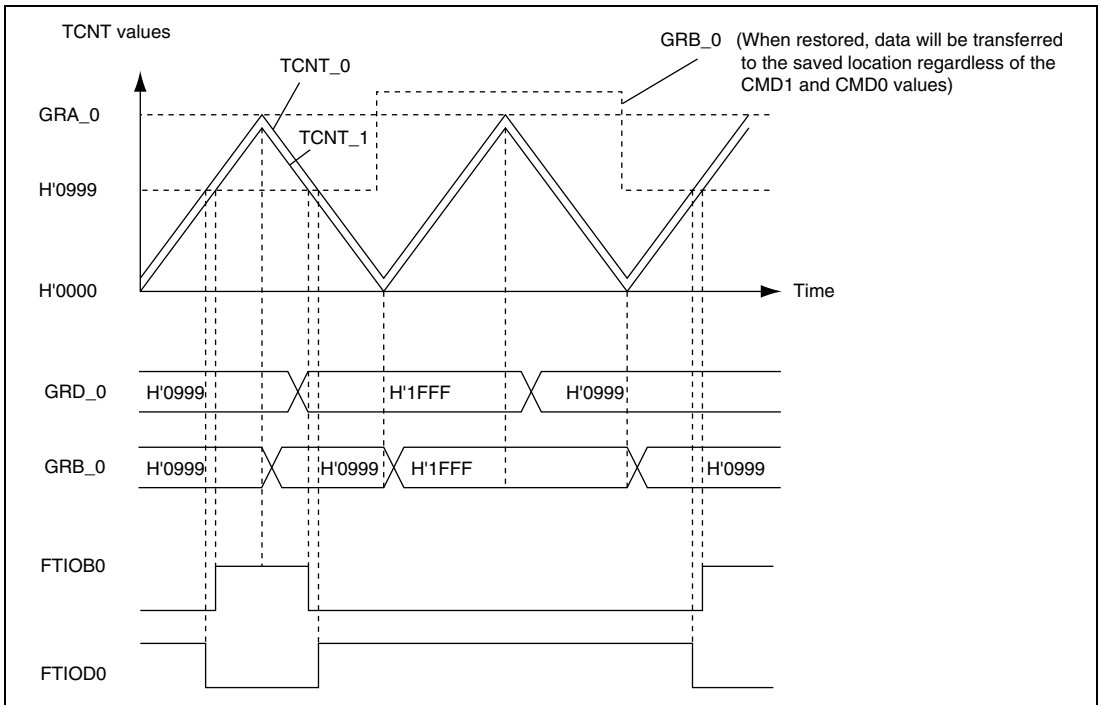 TCNT values
GRB_0 (When restored, data will be transferred
to the saved location regardless of the
CMD1 and CMD0 values)
TCNT_0
GRA_0
TCNT_1
H'0999
H'0000
Time
GRD_0 H'0999 H'1FFF H'0999
GRB_0 H'0999 H'0999 H'1FFF H'0999
FTIOB0
FTIOD0